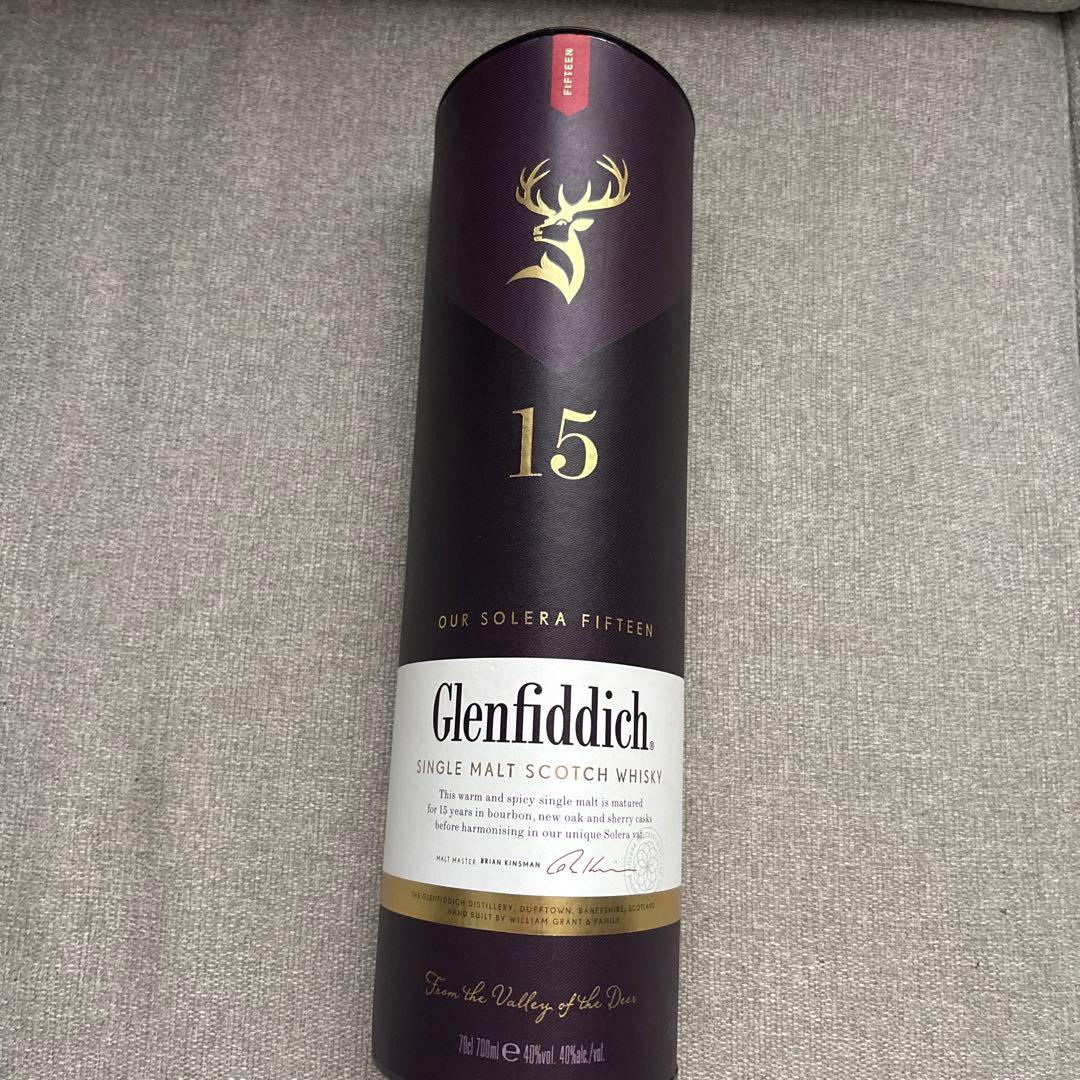 FIFTEEN
15
OUR SOLERA FIFTEEN
Glenfiddich®
SINGLE MALT SCOTCH WHISKY
This warm and spicy single malt is matured
for 15 years in bourbon, new oak and sherry casks
before harmonising in our unique Solera vat.
MALT MASTER BRIAN KINSMAN
THE GLENFIDDICH DISTILLERY, DUFFTOWN, BANFFSHIRE, SCOTLAND
HAND BUILT BY WILLIAM GRANT & FAMILY
From the Valley of the Deer
70cl 700ml e 40%vol. 40%alc./vol.